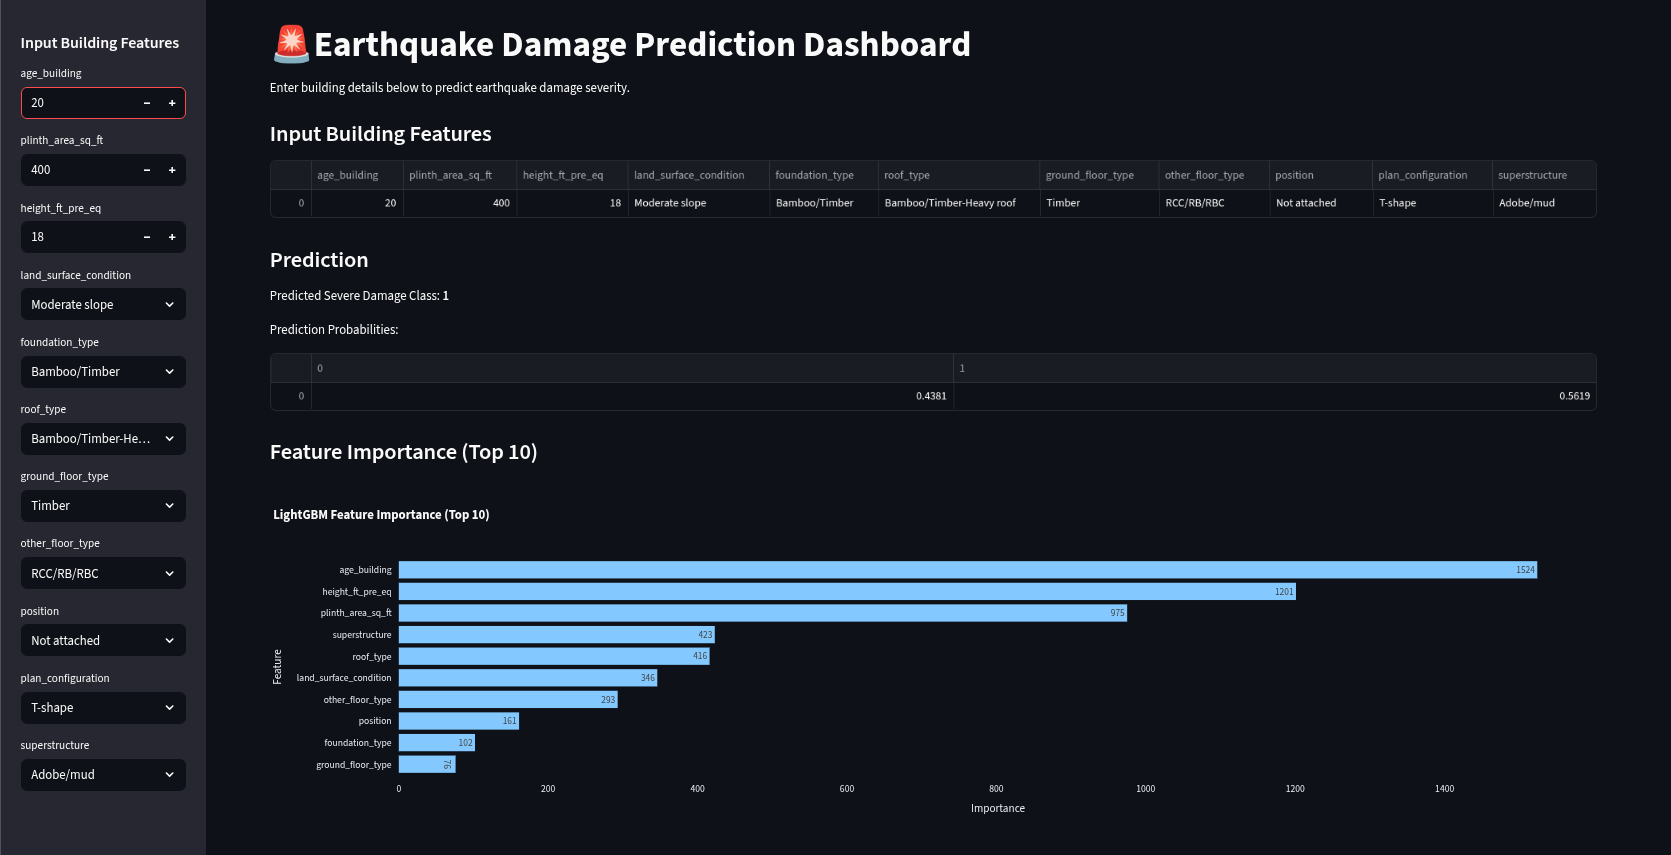 Input Building Features
age_building
20 − +
plinth_area_sq_ft
400 − +
height_ft_pre_eq
18 − +
land_surface_condition
Moderate slope
foundation_type
Bamboo/Timber
roof_type
Bamboo/Timber-He...
ground_floor_type
Timber
other_floor_type
RCC/RB/RBC
position
Not attached
plan_configuration
T-shape
superstructure
Adobe/mud
🚨Earthquake Damage Prediction Dashboard
Enter building details below to predict earthquake damage severity.
Input Building Features
age_building plinth_area_sq_ft height_ft_pre_eq land_surface_condition foundation_type roof_type ground_floor_type other_floor_type position plan_configuration superstructure
0 20 400 18 Moderate slope Bamboo/Timber Bamboo/Timber-Heavy roof Timber RCC/RB/RBC Not attached T-shape Adobe/mud
Prediction
Predicted Severe Damage Class: 1
Prediction Probabilities:
0 1
0 0.4381 0.5619
Feature Importance (Top 10)
LightGBM Feature Importance (Top 10)
age_building 1524
height_ft_pre_eq 1201
plinth_area_sq_ft 975
superstructure 423
roof_type 416
land_surface_condition 346
other_floor_type 293
position 161
foundation_type 102
ground_floor_type 76
Feature
0 200 400 600 800 1000 1200 1400
Importance